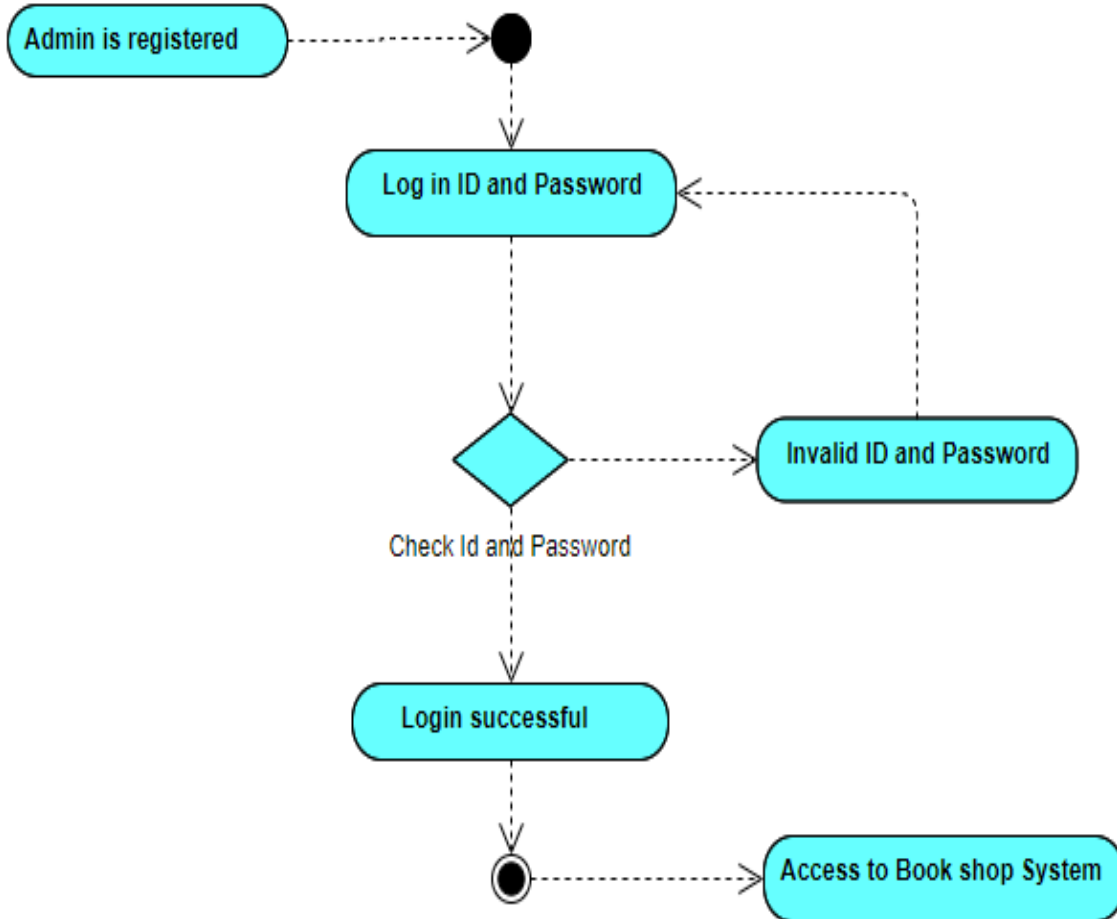 Admin is registered
Log in ID and Password
Invalid ID and Password
Check Id and Password
Login successful
Access to Book shop System